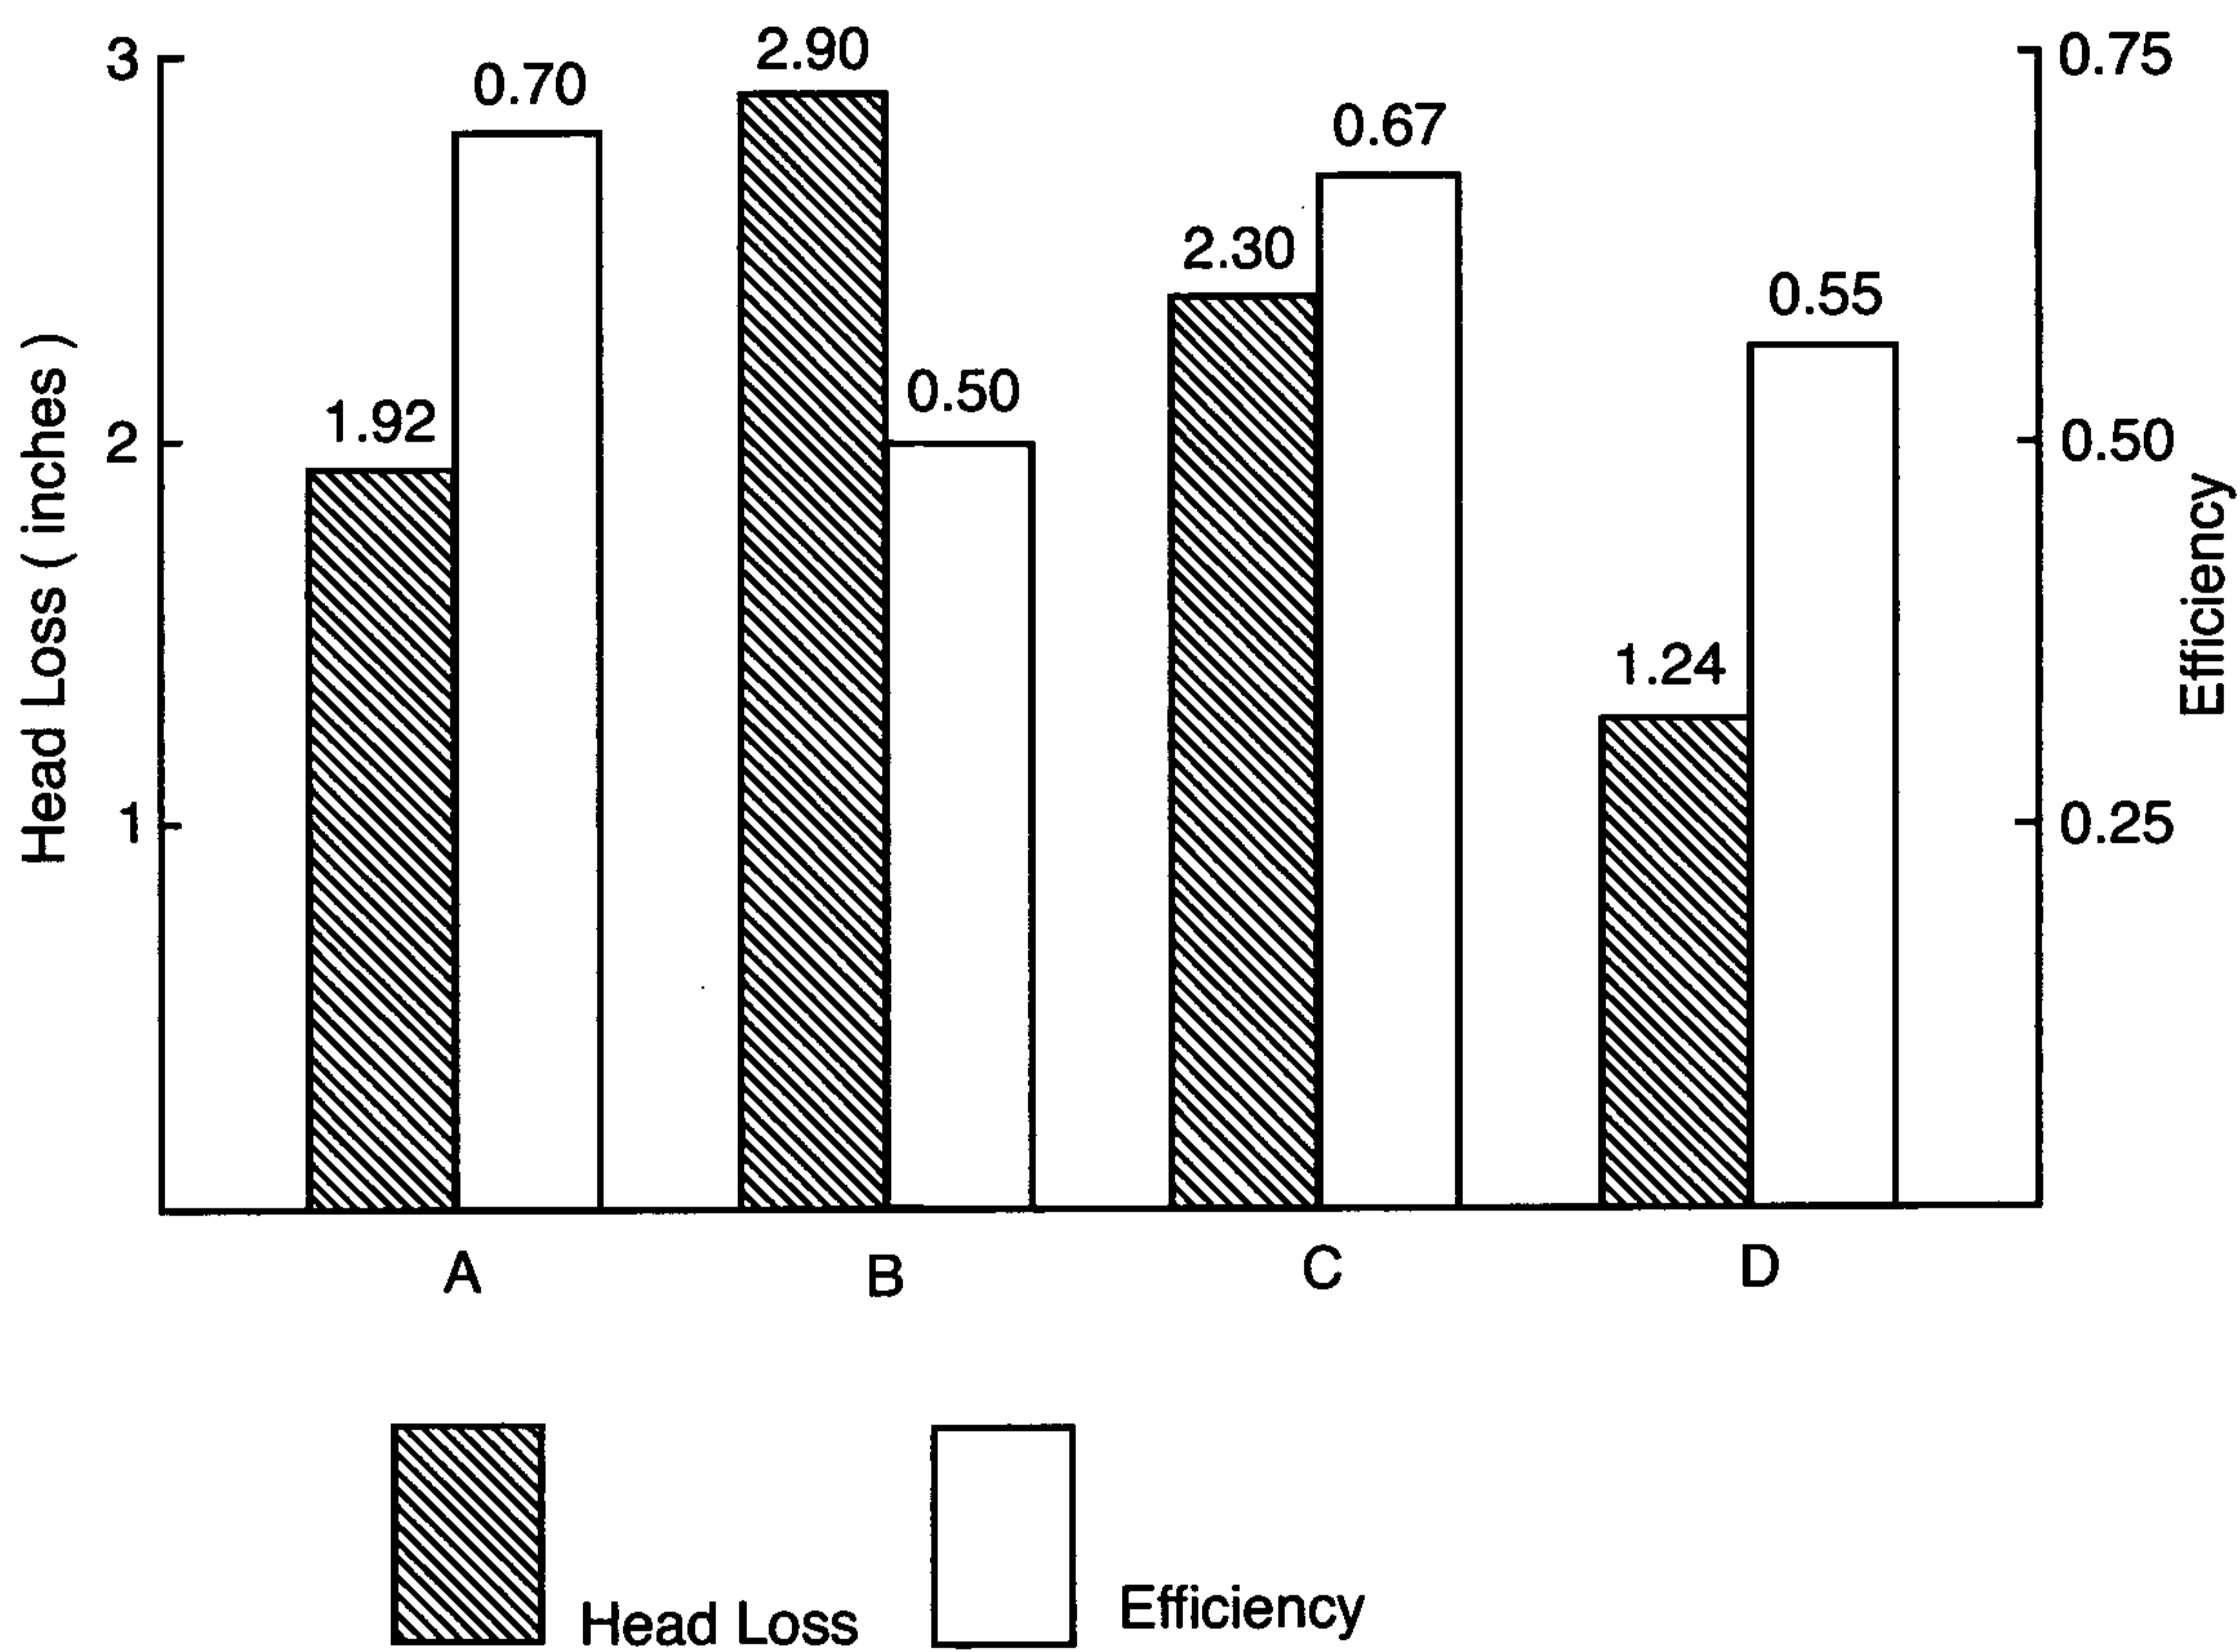 3
2
1
Head Loss ( inches )
1.92
0.70
2.90
0.50
2.30
0.67
1.24
0.55
0.75
0.50
0.25
Efficiency
A
B
C
D
Head Loss
Efficiency